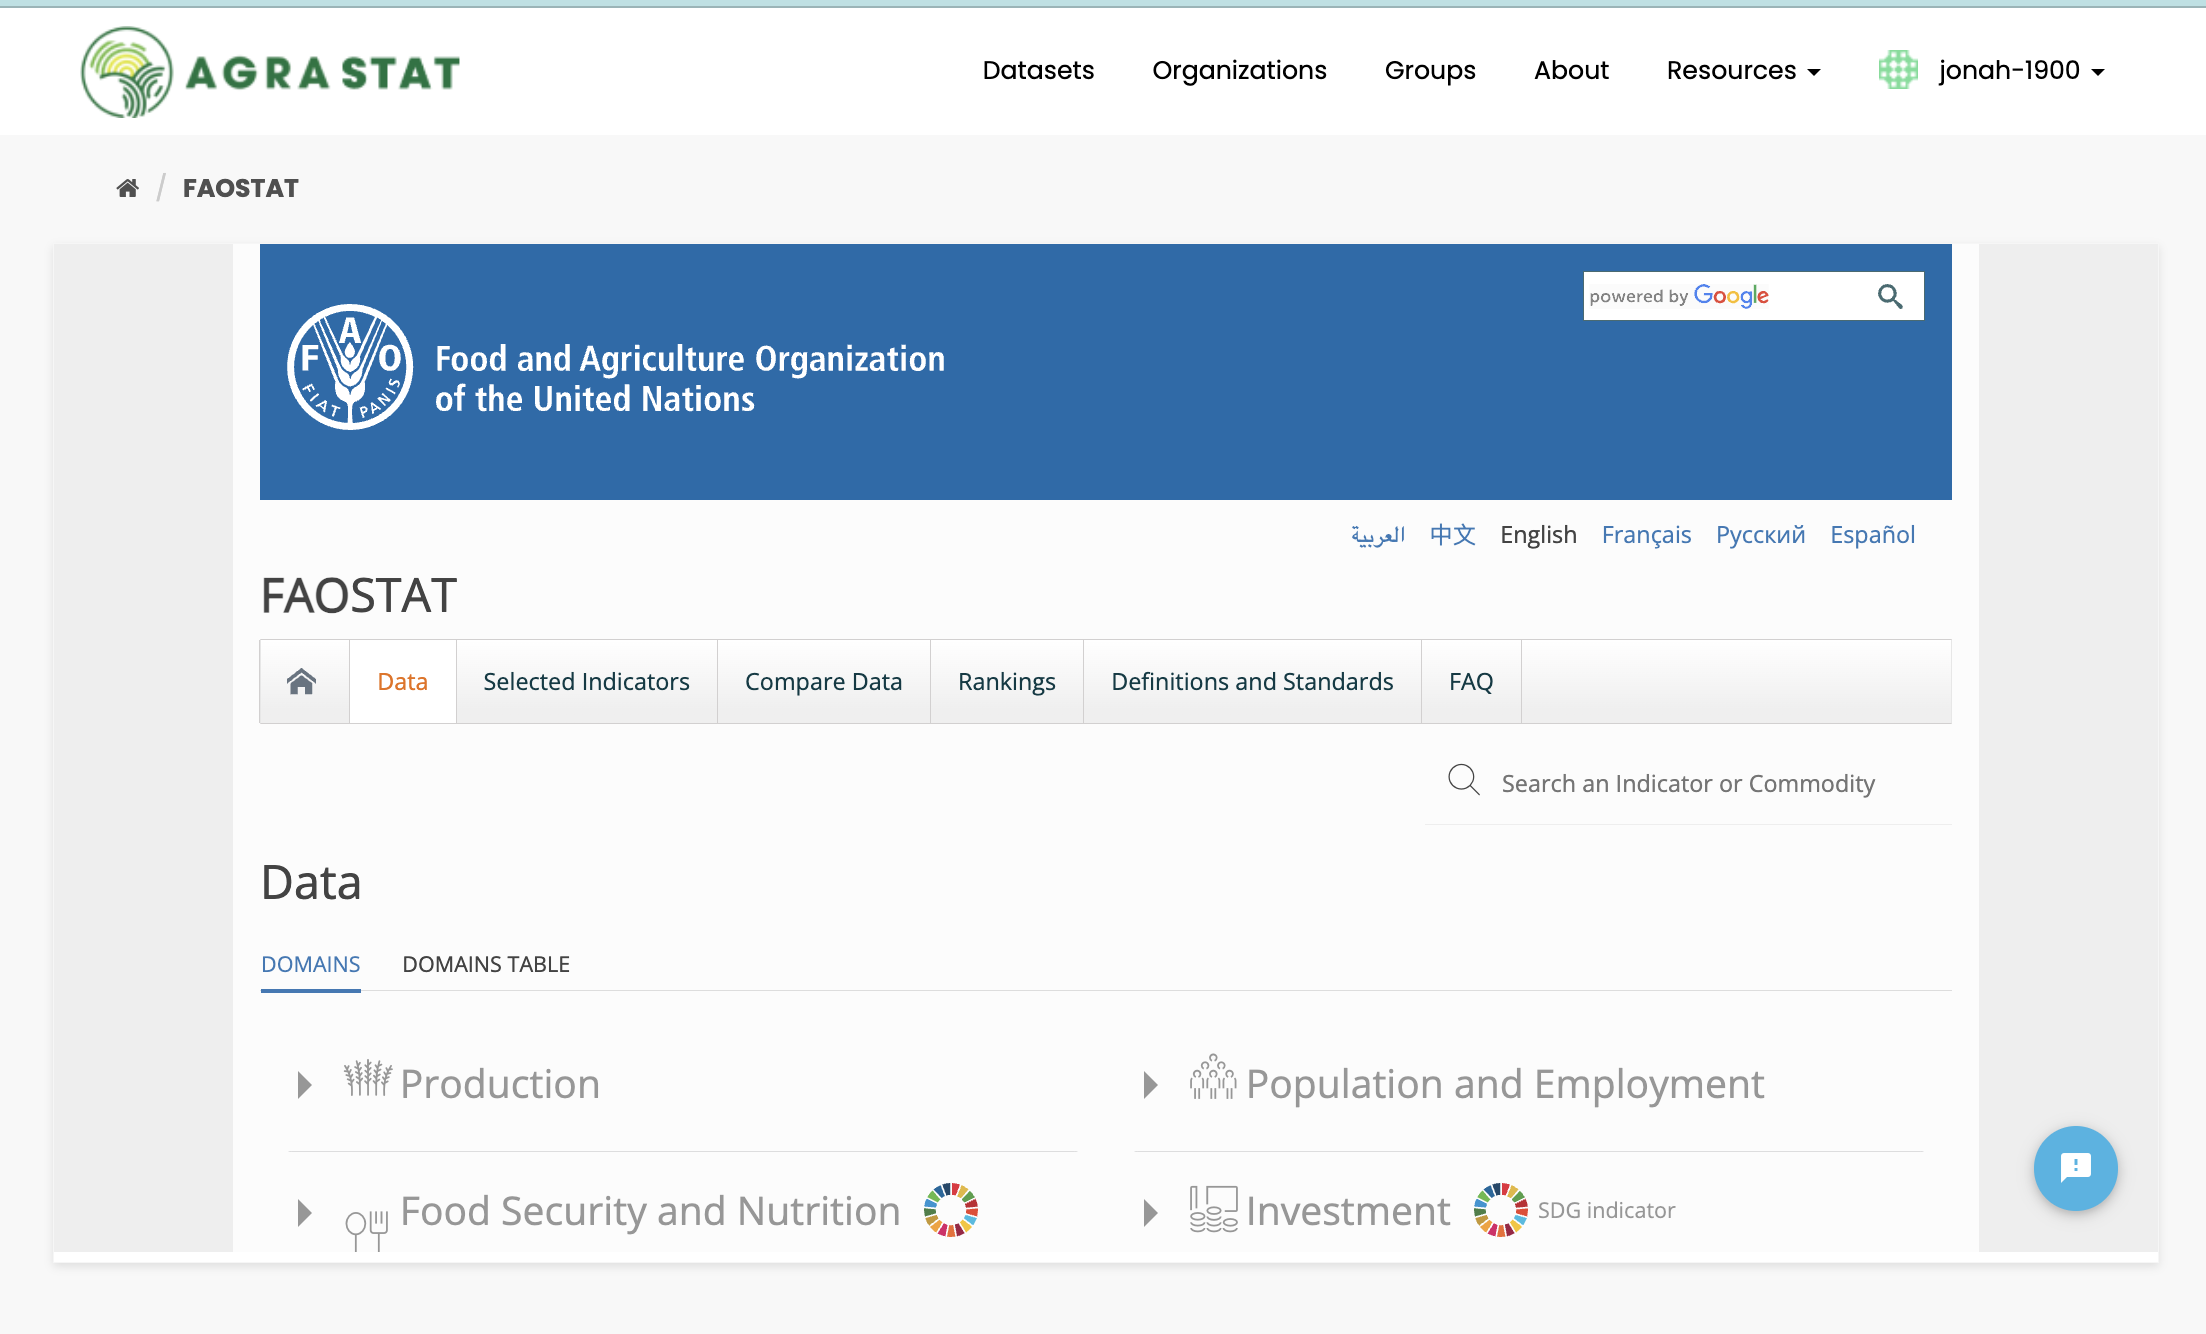 AGRA STAT
Datasets Organizations Groups About Resources jonah-1900
/ FAOSTAT
powered by Google
F A O
FIAT PANIS
Food and Agriculture Organization
of the United Nations
العربية 中文 English Français Русский Español
FAOSTAT
Data Selected Indicators Compare Data Rankings Definitions and Standards FAQ
Search an Indicator or Commodity
Data
DOMAINS DOMAINS TABLE
Production
Population and Employment
Food Security and Nutrition
Investment SDG indicator